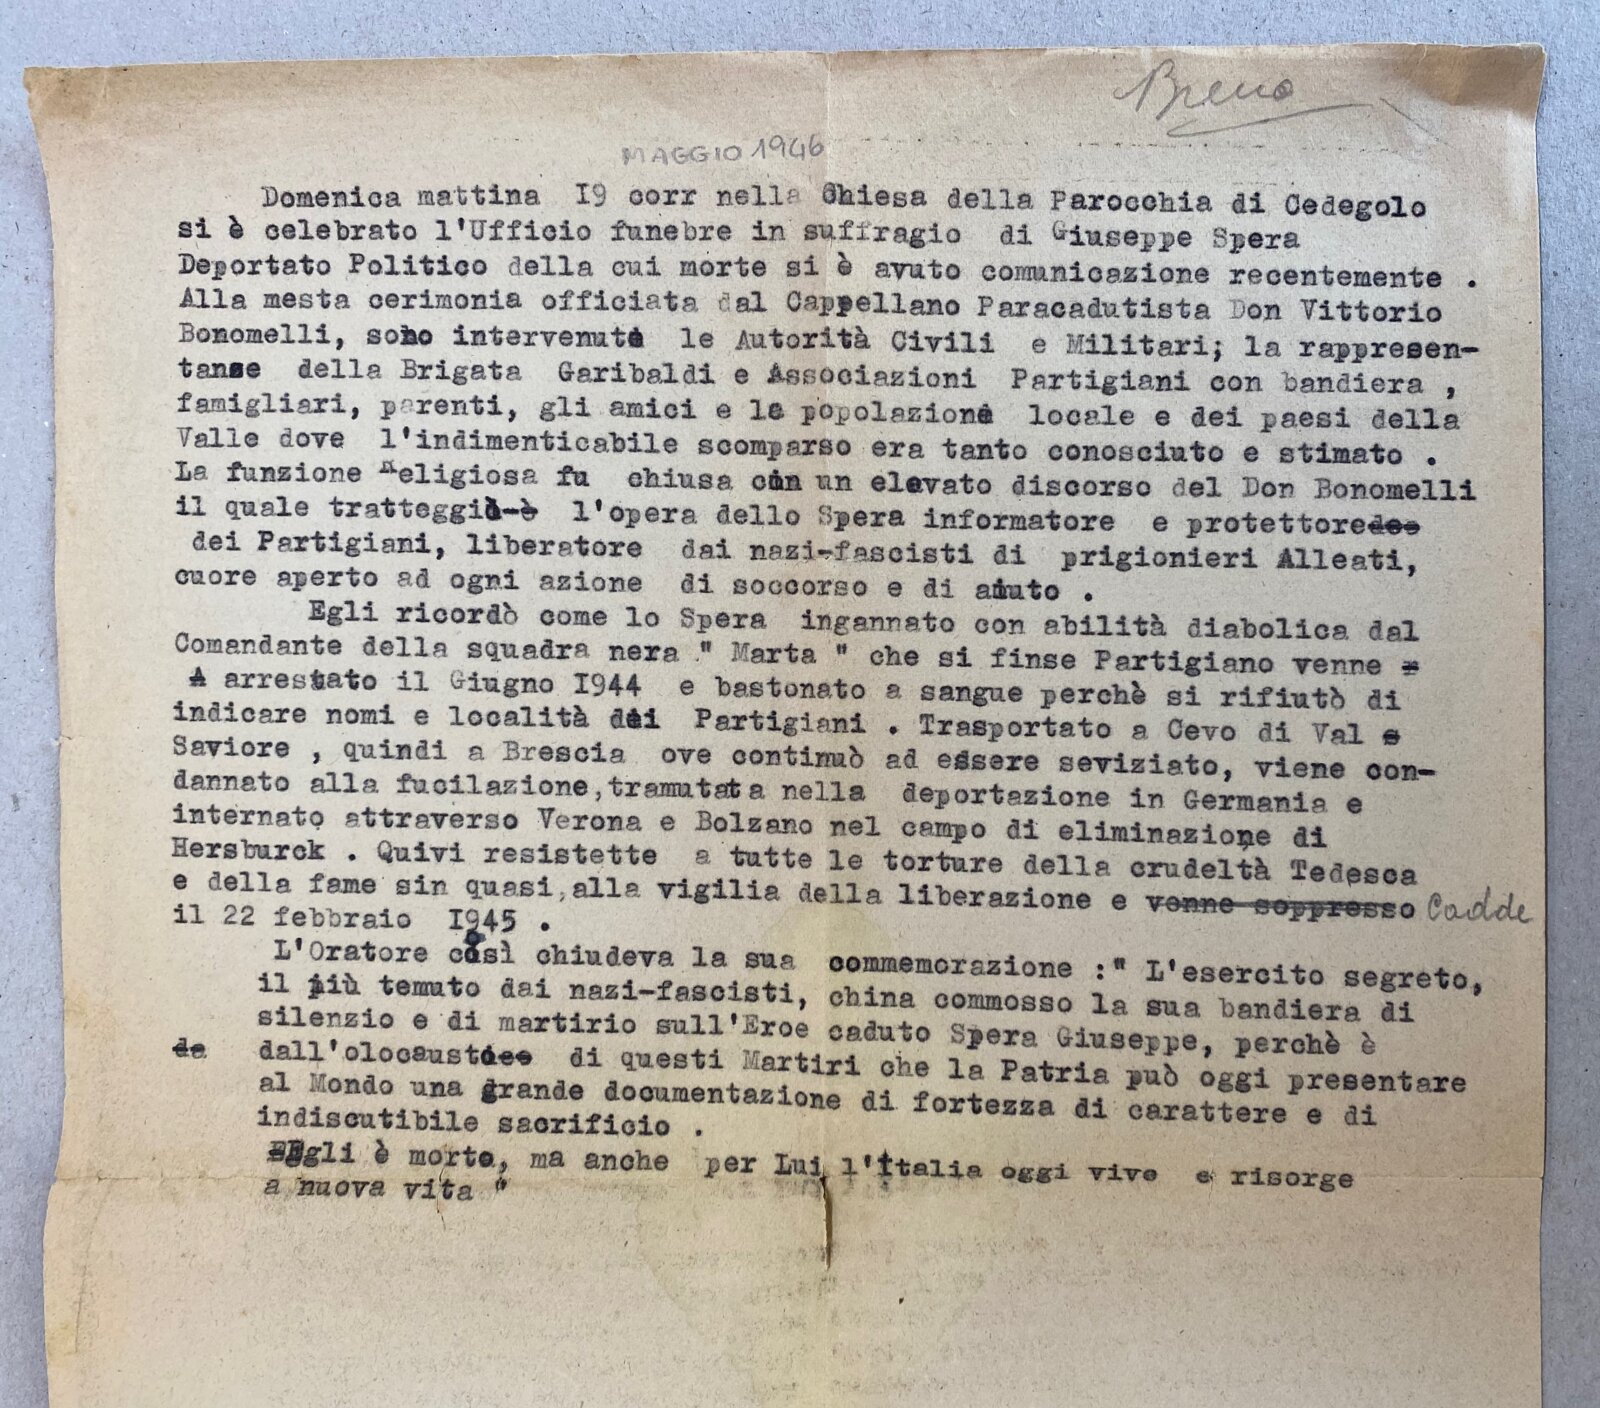 Breno
MAGGIO 1946
Domenica mattina I9 corr nella Chiesa della Parocchia di Cedegolo
si è celebrato l'Ufficio funebre in suffragio di Giuseppe Spera
Deportato Politico della cui morte si è avuto comunicazione recentemente .
Alla mesta cerimonia officiata dal Cappellano Paracadutista Don Vittorio
Bonomelli, sono intervenute le Autorità Civili e Militari; la rappresen-
tanse della Brigata Garibaldi e Associazioni Partigiani con bandiera ,
famigliari, parenti, gli amici e le popolazione locale e dei paesi della
Valle dove l'indimenticabile scomparso era tanto conosciuto e stimato .
La funzione Religiosa fu chiusa con un elevato discorso del Don Bonomelli
il quale tratteggiò-è l'opera dello Spera informatore e protettoredes
dei Partigiani, liberatore dai nazi-fascisti di prigionieri Alleati,
cuore aperto ad ogni azione di soccorso e di aiuto .
Egli ricordò come lo Spera ingannato con abilità diabolica dal
Comandante della squadra nera " Marta " che si finse Partigiano venne
A arrestato il Giugno I944 e bastonato a sangue perchè si rifiutò di
indicare nomi e località dei Partigiani . Trasportato a Cevo di Val s
Saviore , quindi a Brescia ove continuò ad essere seviziato, viene con-
dannato alla fucilazione,tramutata nella deportazione in Germania e
internato attraverso Verona e Bolzano nel campo di eliminazione di
Hersburck . Quivi resistette a tutte le torture della crudeltà Tedesca
e della fame sin quasi,alla vigilia della liberazione e venne soppresso Cadde
il 22 febbraio I945 .
L'Oratore così chiudeva la sua commemorazione :" L'esercito segreto,
il più temuto dai nazi-fascisti, china commosso la sua bandiera di
silenzio e di martirio sull'Eroe caduto Spera Giuseppe, perchè è
da dall'olocausto di questi Martiri che la Patria può oggi presentare
al Mondo una grande documentazione di fortezza di carattere e di
indiscutibile sacrificio .
Egli è morto, ma anche per Lui l'Italia oggi vive e risorge
a nuova vita "